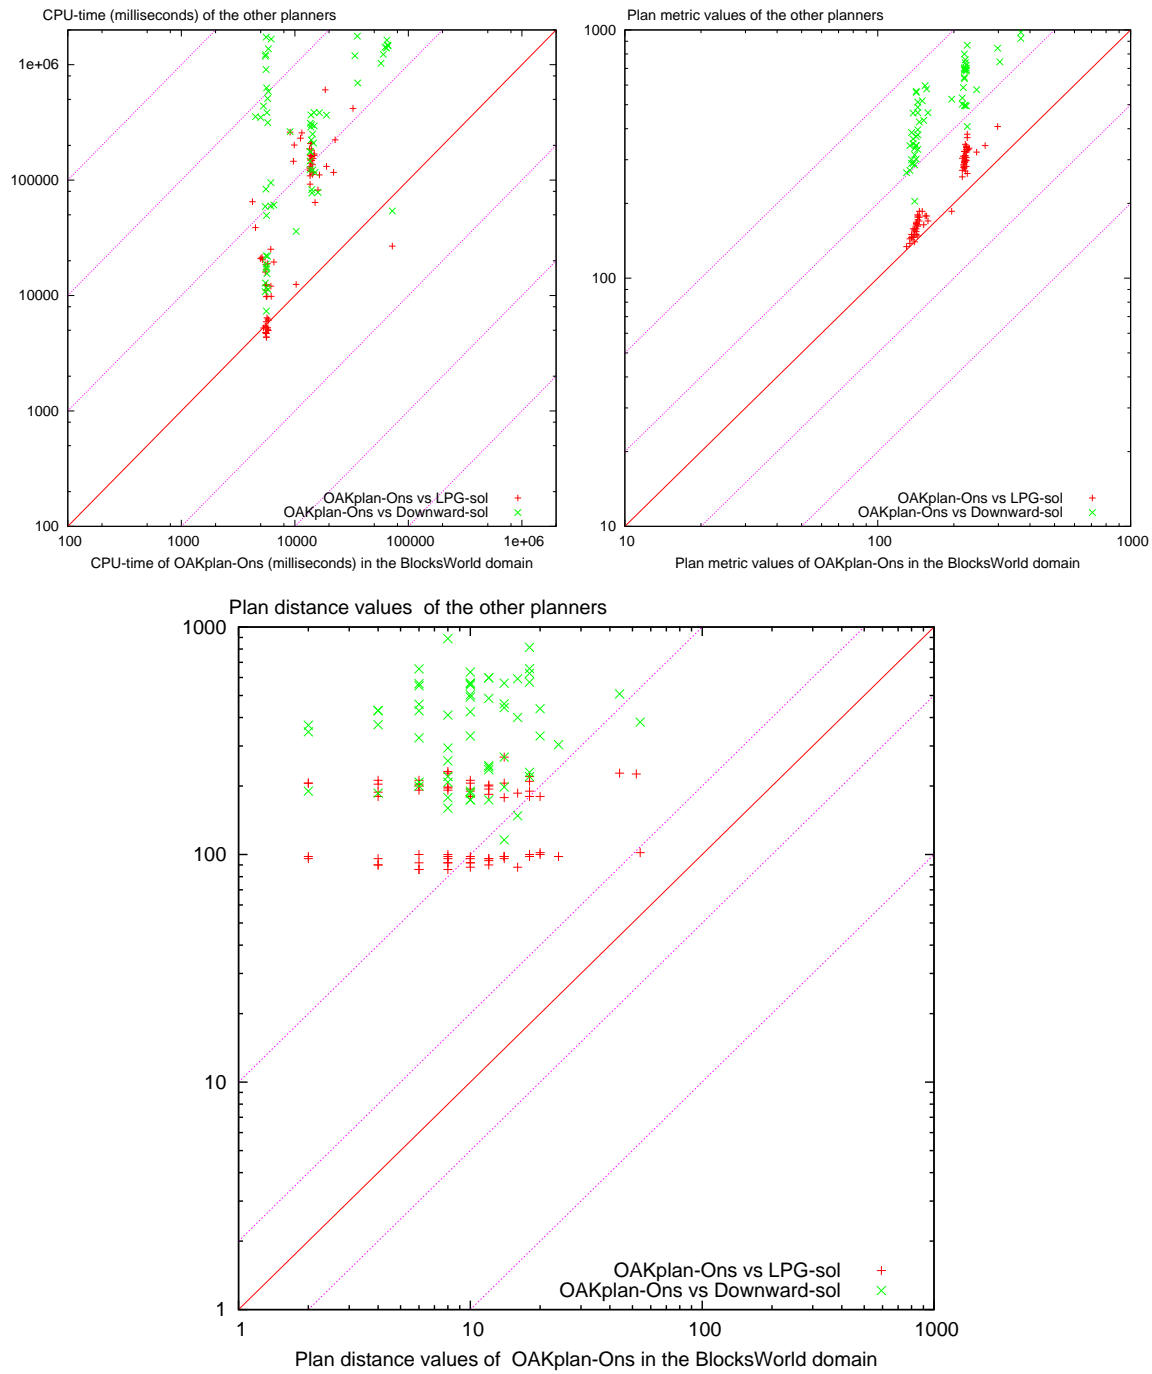 CPU-time (milliseconds) of the other planners
1e+06
100000
10000
1000
100
OAKplan-Ons vs LPG-sol
OAKplan-Ons vs Downward-sol
100 1000 10000 100000 1e+06
CPU-time of OAKplan-Ons (milliseconds) in the BlocksWorld domain
Plan metric values of the other planners
1000
100
10
OAKplan-Ons vs LPG-sol
OAKplan-Ons vs Downward-sol
10 100 1000
Plan metric values of OAKplan-Ons in the BlocksWorld domain
Plan distance values of the other planners
1000
100
10
1
OAKplan-Ons vs LPG-sol
OAKplan-Ons vs Downward-sol
1 10 100 1000
Plan distance values of OAKplan-Ons in the BlocksWorld domain